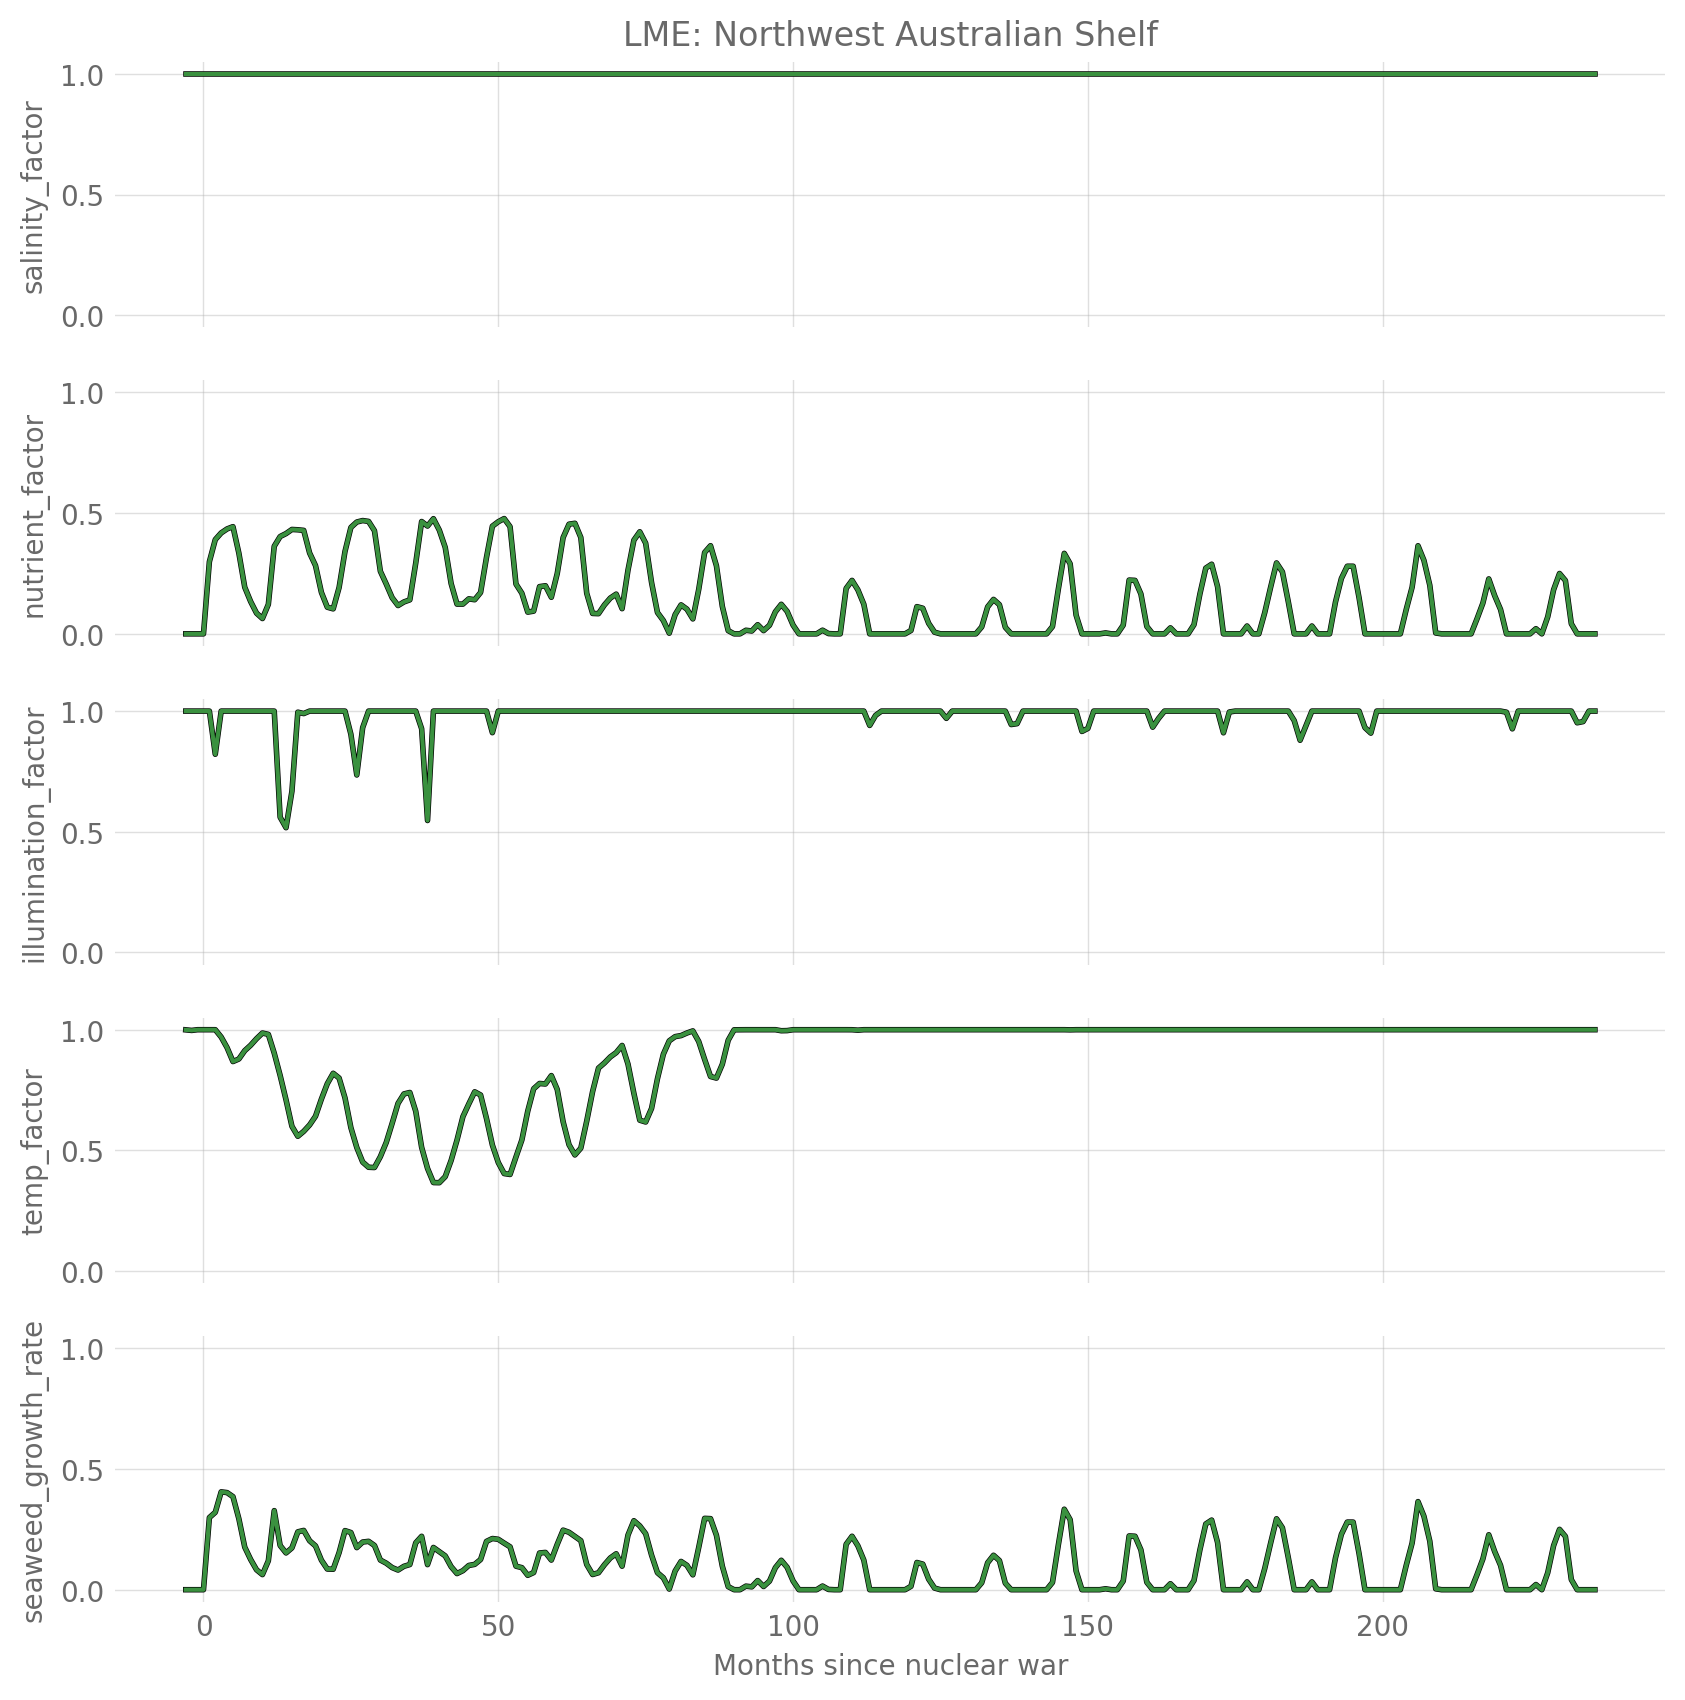 LME: Northwest Australian Shelf
salinity_factor
1.0
0.5
0.0
nutrient_factor
1.0
0.5
0.0
illumination_factor
1.0
0.5
0.0
temp_factor
1.0
0.5
0.0
seaweed_growth_rate
1.0
0.5
0.0
0 50 100 150 200
Months since nuclear war